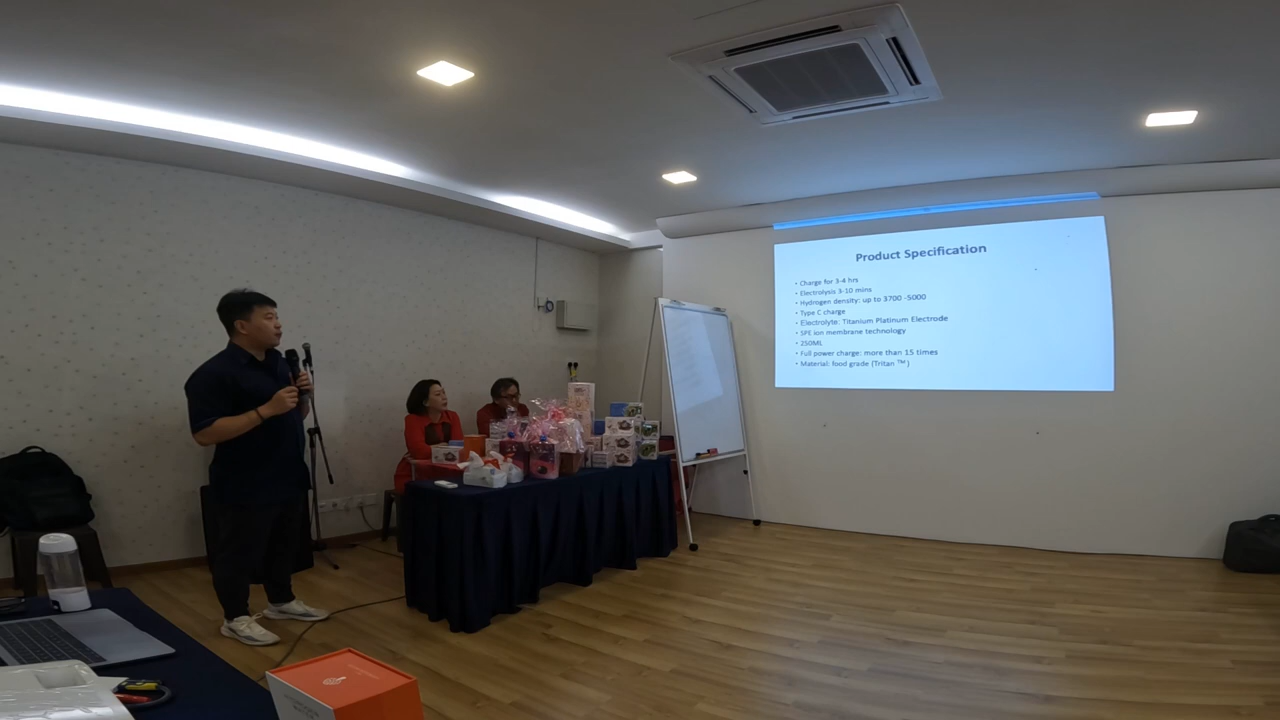 Product Specification
• Charge for 3-4 hrs
• Electrolysis 3-10 mins
• Hydrogen density: up to 3700 -5000
• Type C charge
• Electrolyte: Titanium Platinum Electrode
• SPE ion membrane technology
• 250ML
• Full power charge: more than 15 times
• Material: food grade (Tritan ™)